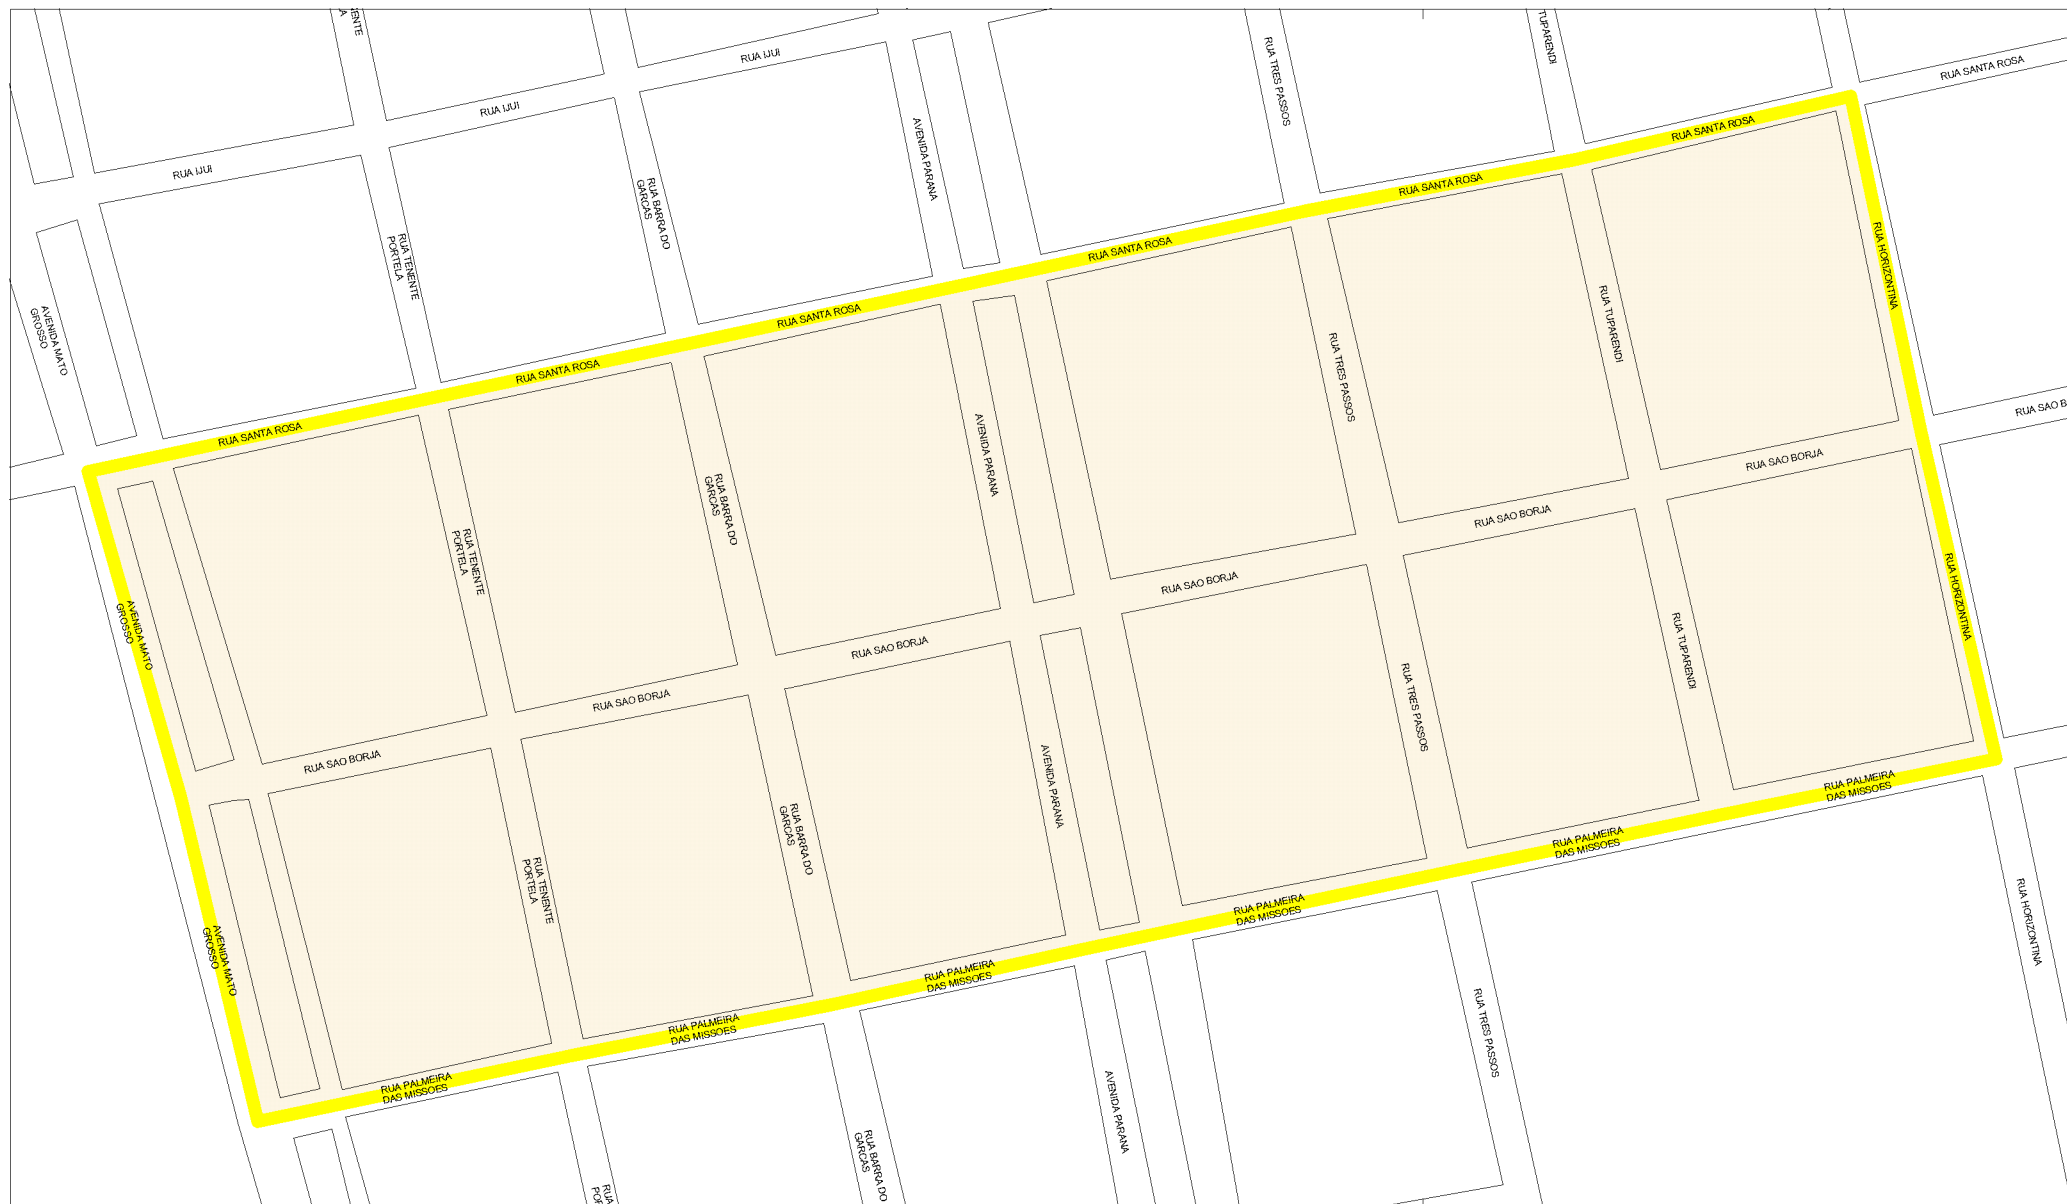 ENTE
A
TUPARENDI
RUA IJUI
RUA IJUI
RUA IJUI
RUA TRES PASSOS
RUA SANTA ROSA
RUA SANTA ROSA
AVENIDA PARANA
RUA BARRA DO
GARCAS
RUA SANTA ROSA
RUA TENENTE
PORTELA
RUA SANTA ROSA
RUA HORIZONTINA
AVENIDA MATO
GROSSO
RUA SANTA ROSA
RUA TUPARENDI
RUA SANTA ROSA
RUA TRES PASSOS
RUA SANTA ROSA
RUA SAO B
AVENIDA PARANA
RUA SAO BORJA
RUA BARRA DO
GARCAS
RUA SAO BORJA
RUA TENENTE
PORTELA
RUA SAO BORJA
RUA HORIZONTINA
AVENIDA MATO
GROSSO
RUA SAO BORJA
RUA TUPARENDI
RUA SAO BORJA
RUA TRES PASSOS
RUA SAO BORJA
AVENIDA PARANA
RUA PALMEIRA
DAS MISSOES
RUA BARRA DO
GARCAS
RUA PALMEIRA
DAS MISSOES
RUA TENENTE
PORTELA
RUA PALMEIRA
DAS MISSOES
RUA HORIZONTINA
AVENIDA MATO
GROSSO
RUA PALMEIRA
DAS MISSOES
RUA PALMEIRA
DAS MISSOES
RUA TRES PASSOS
RUA PALMEIRA
DAS MISSOES
AVENIDA PARANA
RUA BARRA DO
GARCAS
RUA
POR